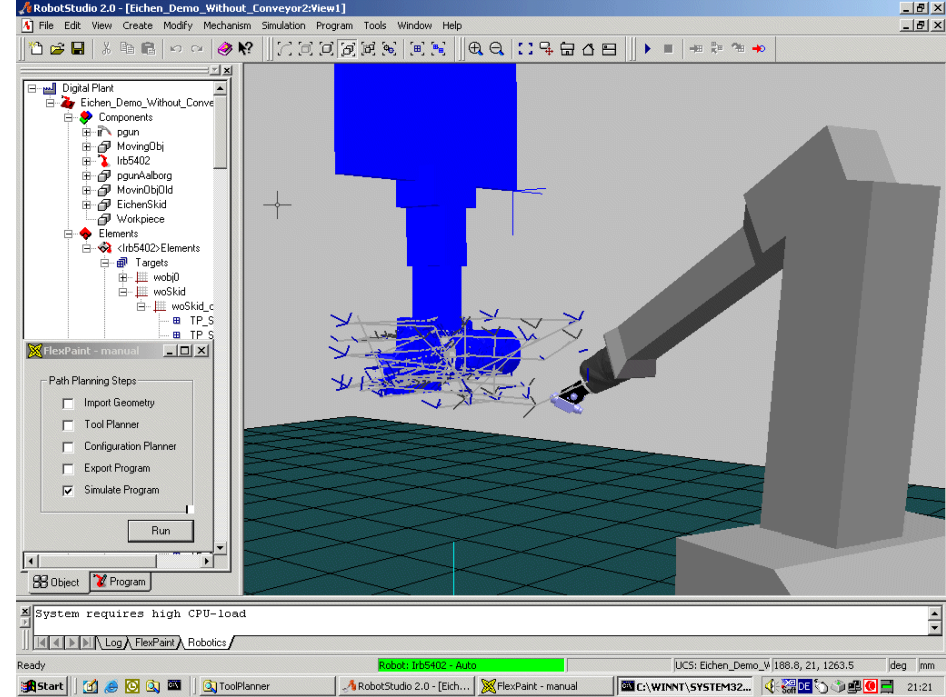 RobotStudio 2.0 - [Eichen_Demo_Without_Conveyor2:View1]
File Edit View Create Modify Mechanism Simulation Program Tools Window Help
Digital Plant
Eichen_Demo_Without_Conve
Components
pgun
MovingObj
Irb5402
pgunAalborg
MovinObjOld
EichenSkid
Workpiece
Elements
<Irb5402>Elements
Targets
wobj0
woSkid
woSkid_c
TP_S
TP_S
FlexPaint - manual
Path Planning Steps
Import Geometry
Tool Planner
Configuration Planner
Export Program
Simulate Program
Run
Object Program
System requires high CPU-load
Log FlexPaint Robotics
Ready Robot: Irb5402 - Auto UCS: Eichen_Demo_W 188.8, 21, 1263.5 deg mm
Start ToolPlanner RobotStudio 2.0 - [Eich... FlexPaint - manual C:\WINNT\SYSTEM32... DE 21:21